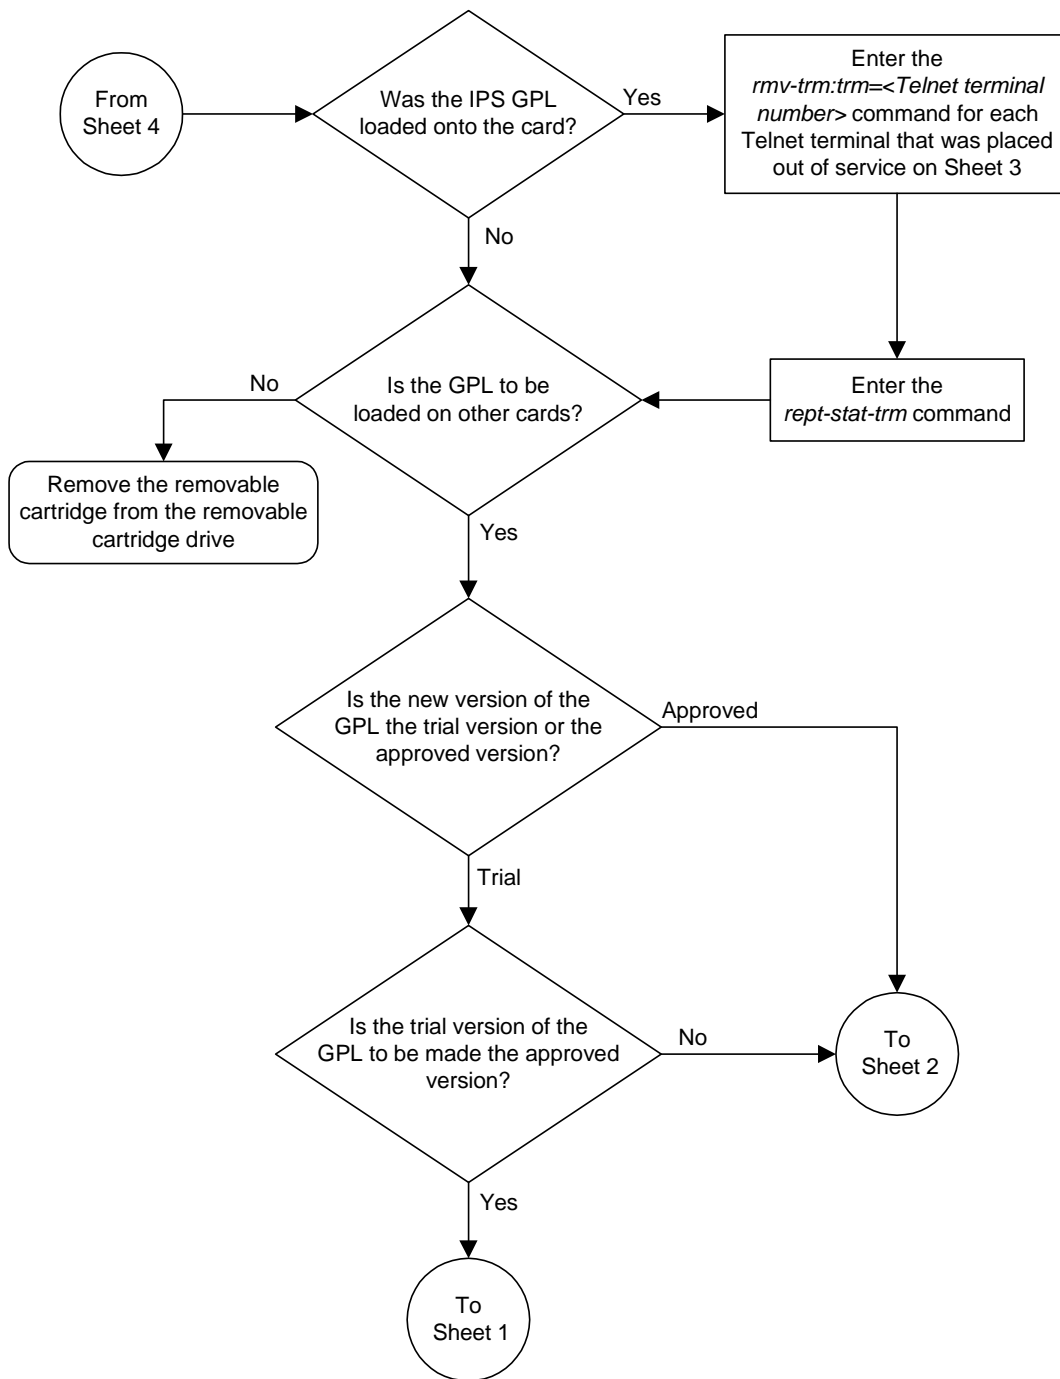 From
Sheet 4
Was the IPS GPL
loaded onto the card?
Yes
Enter the
rmv-trm:trm=<Telnet terminal
number> command for each
Telnet terminal that was placed
out of service on Sheet 3
No
Is the GPL to be
loaded on other cards?
No
Enter the
rept-stat-trm command
Remove the removable
cartridge from the removable
cartridge drive
Yes
Is the new version of the
GPL the trial version or the
approved version?
Approved
Trial
Is the trial version of the
GPL to be made the approved
version?
No
To
Sheet 2
Yes
To
Sheet 1